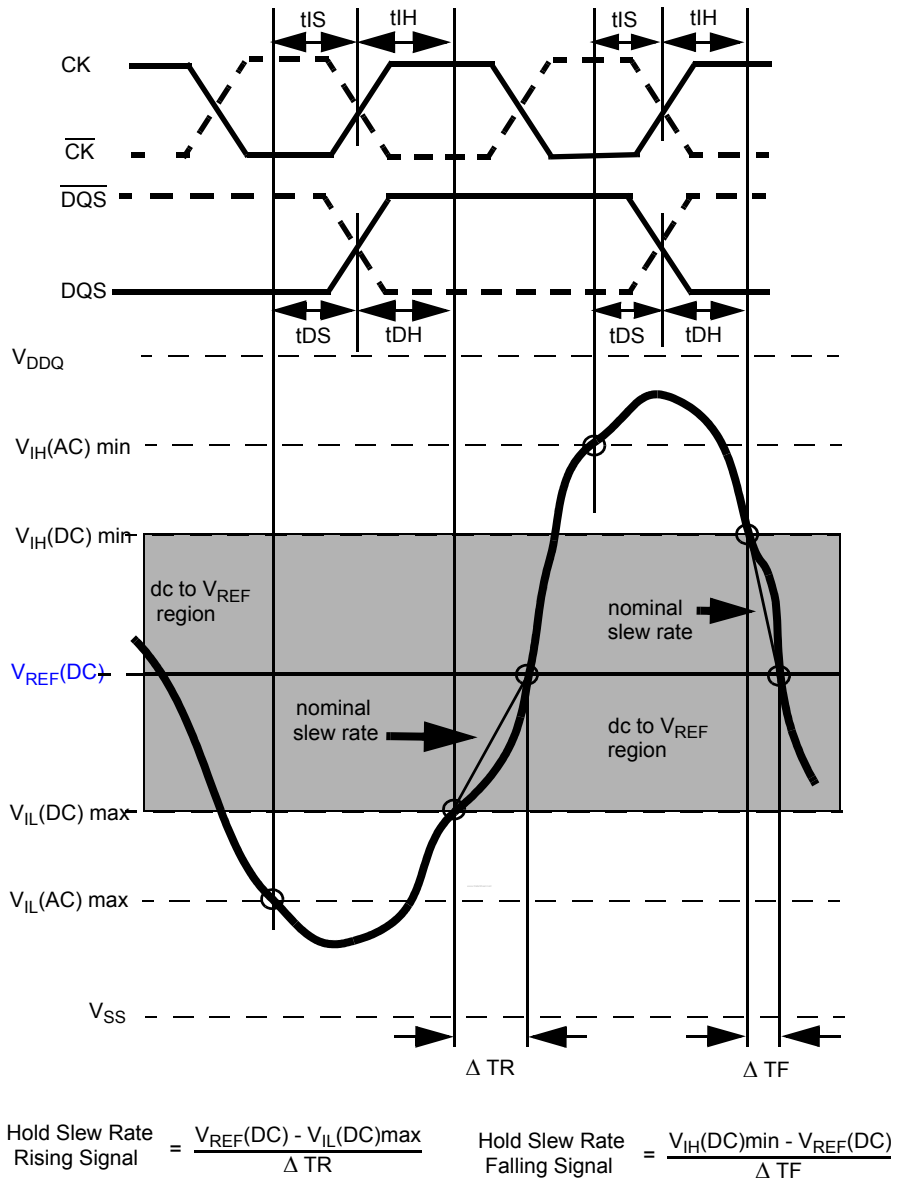 tIS
tIH
tIS
tIH
CK
CK
DQS
DQS
tDS
tDH
tDS
tDH
VDDQ
VIH(AC) min
VIH(DC) min
dc to VREF
region
nominal
slew rate
VREF(DC)
nominal
slew rate
dc to VREF
region
VIL(DC) max
VIL(AC) max
VSS
Δ TR
Δ TF
Hold Slew Rate
Rising Signal
= VREF(DC) - VIL(DC)max
Δ TR
Hold Slew Rate
Falling Signal
= VIH(DC)min - VREF(DC)
Δ TF